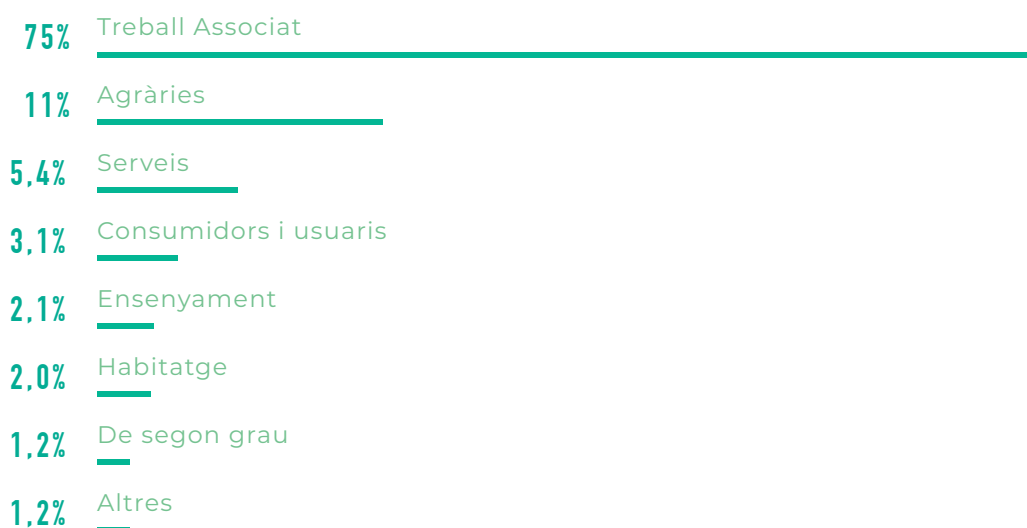 75% Treball Associat
11% Agràries
5,4% Serveis
3,1% Consumidors i usuaris
2,1% Ensenyament
2,0% Habitatge
1,2% De segon grau
1,2% Altres